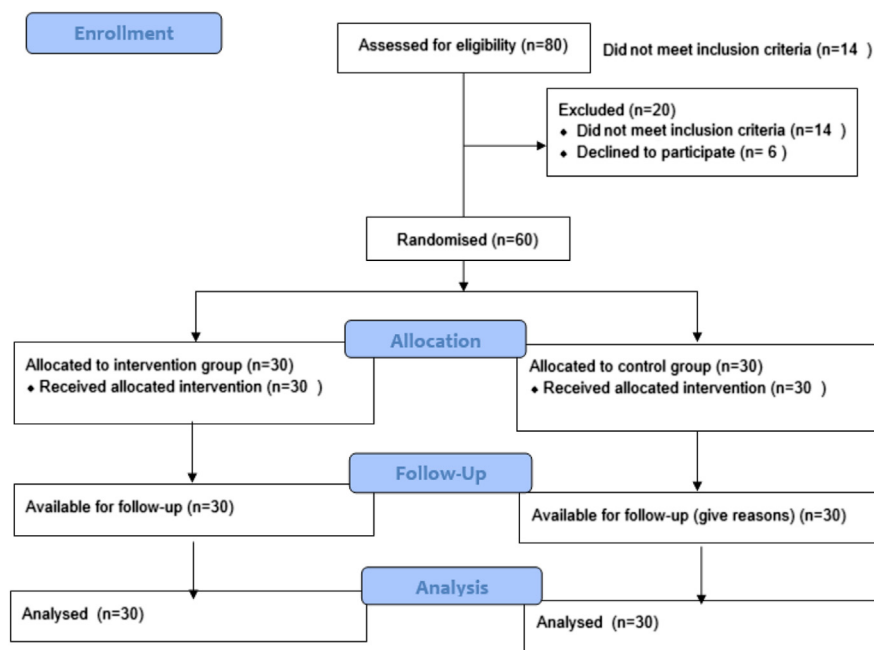 Enrollment
Assessed for eligibility (n=80)
Did not meet inclusion criteria (n=14 )
Excluded (n=20)
♦ Did not meet inclusion criteria (n=14 )
♦ Declined to participate (n= 6 )
Randomised (n=60)
Allocation
Allocated to intervention group (n=30)
♦ Received allocated intervention (n=30 )
Allocated to control group (n=30)
♦ Received allocated intervention (n=30 )
Follow-Up
Available for follow-up (n=30)
Available for follow-up (give reasons) (n=30)
Analysis
Analysed (n=30)
Analysed (n=30)